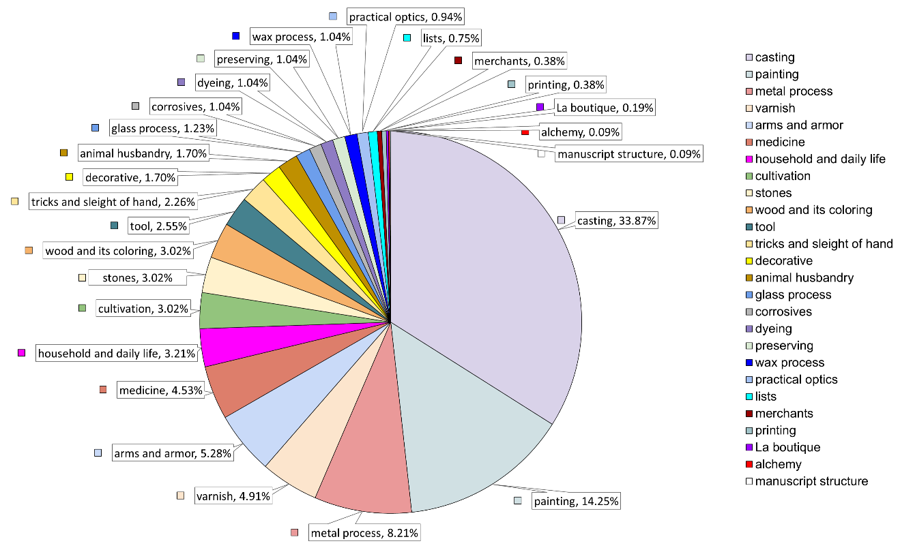 practical optics, 0.94%
wax process, 1.04%
lists, 0.75%
preserving, 1.04%
merchants, 0.38%
dyeing, 1.04%
printing, 0.38%
corrosives, 1.04%
La boutique, 0.19%
glass process, 1.23%
alchemy, 0.09%
animal husbandry, 1.70%
manuscript structure, 0.09%
decorative, 1.70%
tricks and sleight of hand, 2.26%
tool, 2.55%
casting, 33.87%
wood and its coloring, 3.02%
stones, 3.02%
cultivation, 3.02%
household and daily life, 3.21%
medicine, 4.53%
arms and armor, 5.28%
varnish, 4.91%
painting, 14.25%
metal process, 8.21%
casting
painting
metal process
varnish
arms and armor
medicine
household and daily life
cultivation
stones
wood and its coloring
tool
tricks and sleight of hand
decorative
animal husbandry
glass process
corrosives
dyeing
preserving
wax process
practical optics
lists
merchants
printing
La boutique
alchemy
manuscript structure